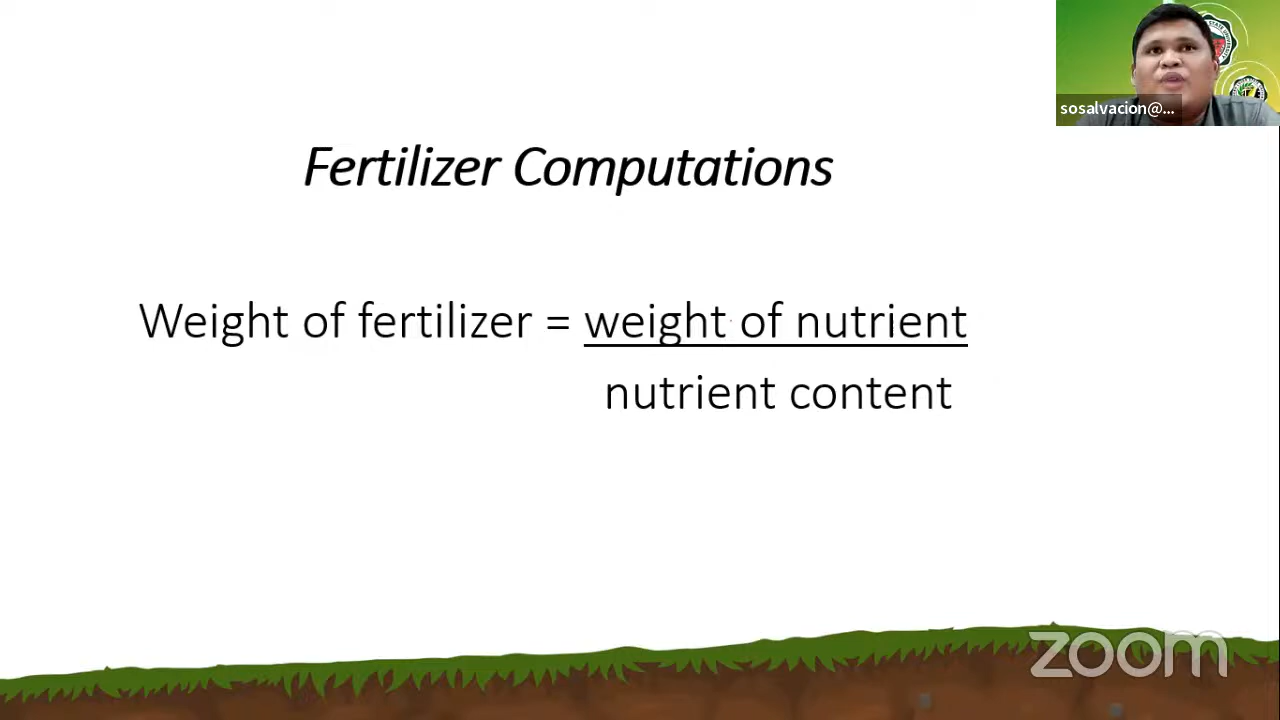 sosalvacion@...
Fertilizer Computations
Weight of fertilizer = weight of nutrient
nutrient content
zoom